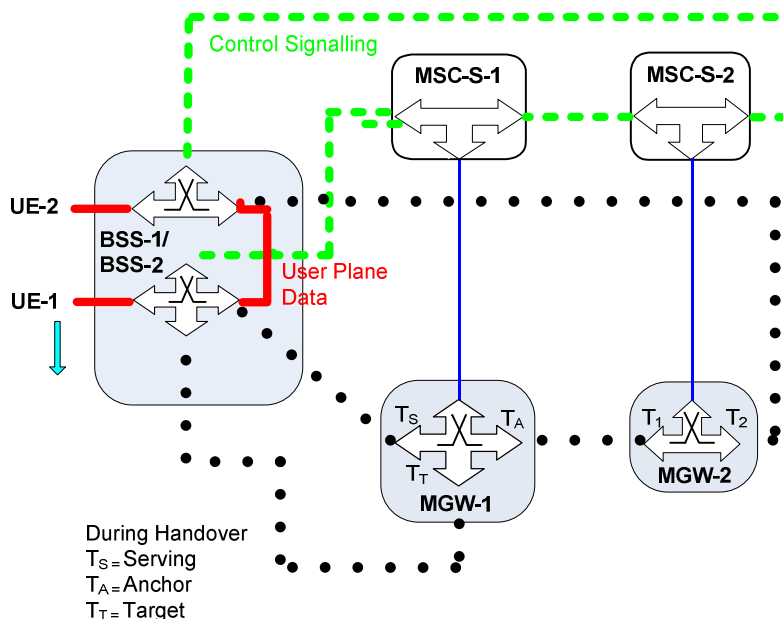 Control Signalling
MSC-S-1
MSC-S-2
UE-2
BSS-1/
BSS-2
User Plane
Data
UE-1
TS
TA
TT
MGW-1
T1
T2
MGW-2
During Handover
TS=Serving
TA=Anchor
TT=Target